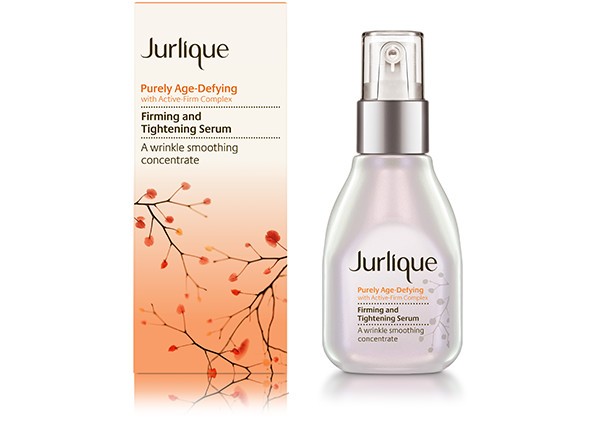 Jurlique
Purely Age-Defying
with Active-Firm Complex
Firming and
Tightening Serum
A wrinkle smoothing
concentrate
Jurlique
Purely Age-Defying
with Active-Firm Complex
Firming and
Tightening Serum
A wrinkle smoothing
concentrate